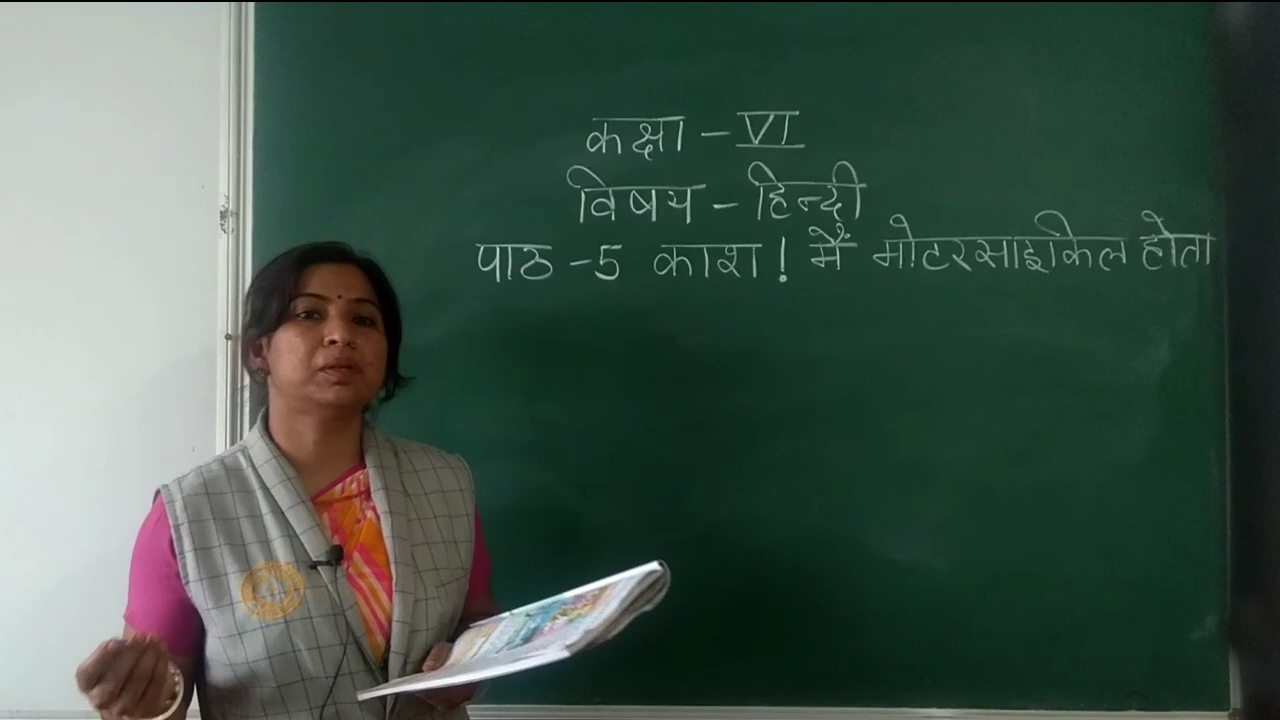 कक्षा - VI
विषय - हिन्दी
पाठ - 5 काश! मैं मोटरसाइकिल होता